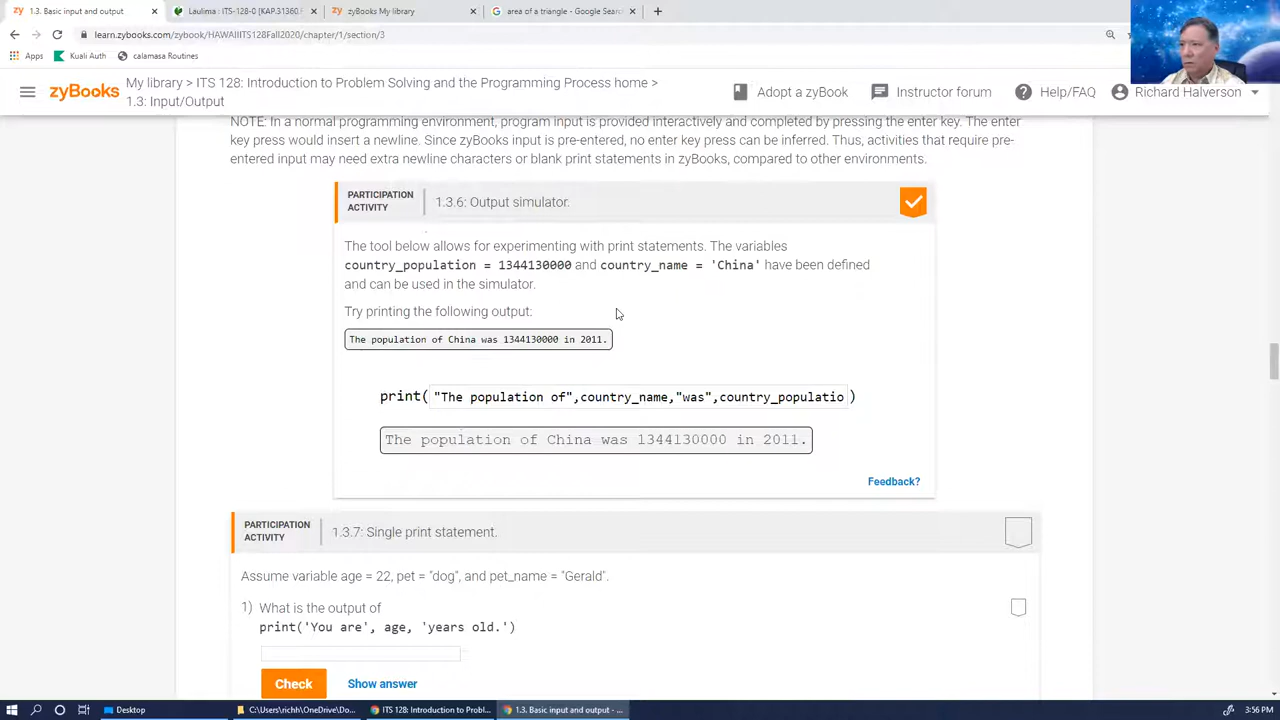 1.3. Basic input and output
Laulima : ITS-128-0 [KAP.31360.F
zyBooks My library
area of a triangle - Google Searc
learn.zybooks.com/zybook/HAWAIIITS128Fall2020/chapter/1/section/3
Apps
Kuali Auth
calamasa Routines
zyBooks
My library > ITS 128: Introduction to Problem Solving and the Programming Process home >
1.3: Input/Output
Adopt a zyBook
Instructor forum
Help/FAQ
Richard Halverson
NOTE: In a normal programming environment, program input is provided interactively and completed by pressing the enter key. The enter
key press would insert a newline. Since zyBooks input is pre-entered, no enter key press can be inferred. Thus, activities that require pre-
entered input may need extra newline characters or blank print statements in zyBooks, compared to other environments.
PARTICIPATION
ACTIVITY
1.3.6: Output simulator.
The tool below allows for experimenting with print statements. The variables
country_population = 1344130000 and country_name = 'China' have been defined
and can be used in the simulator.
Try printing the following output:
The population of China was 1344130000 in 2011.
print( "The population of",country_name,"was",country_populatio )
The population of China was 1344130000 in 2011.
Feedback?
PARTICIPATION
ACTIVITY
1.3.7: Single print statement.
Assume variable age = 22, pet = "dog", and pet_name = "Gerald".
1) What is the output of
print('You are', age, 'years old.')
Check
Show answer
Desktop
C:\Users\richh\OneDrive\Do...
ITS 128: Introduction to Probl...
1.3. Basic input and output - ...
3:56 PM